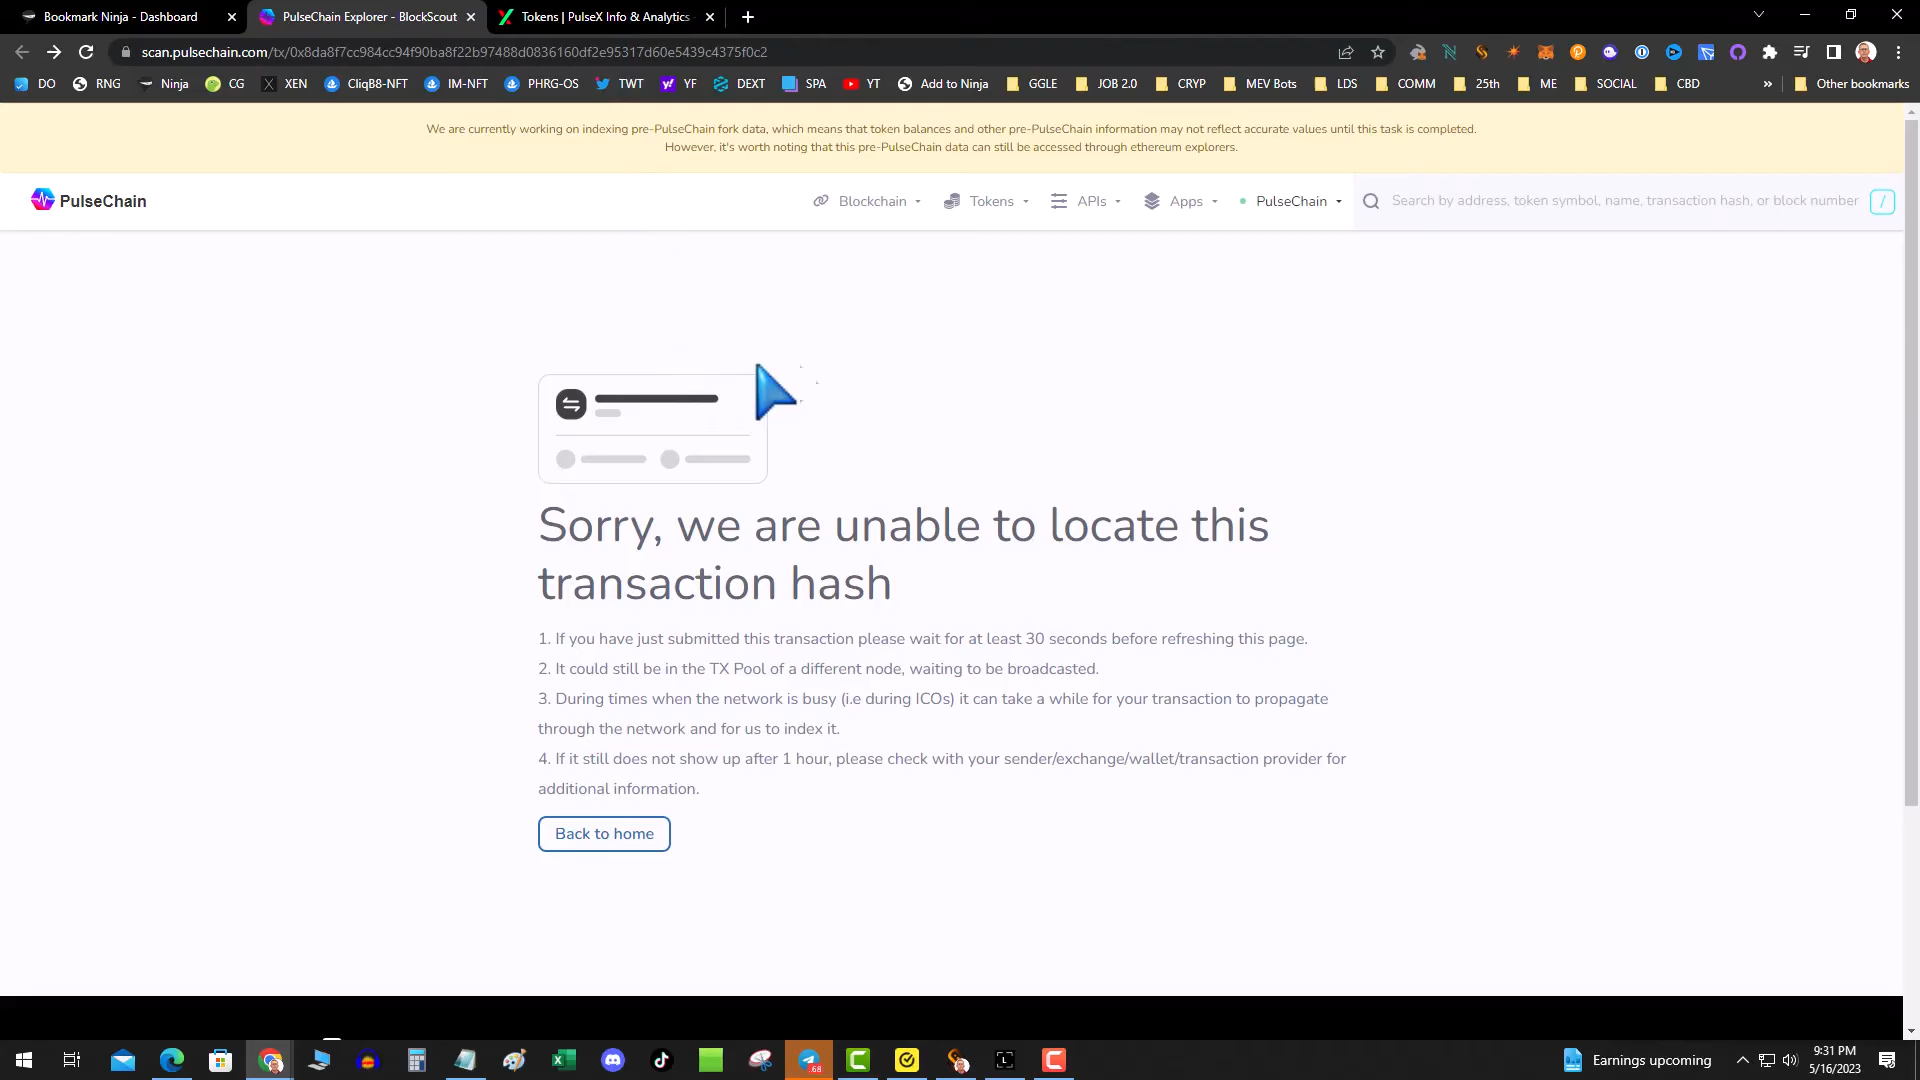 Bookmark Ninja - Dashboard
PulseChain Explorer - BlockScout
Tokens | PulseX Info & Analytics
scan.pulsechain.com/tx/0x8da8f7cc984cc94f90ba8f22b97488d0836160df2e95317d60e5439c4375f0c2
DO RNG Ninja CG XEN CliqB8-NFT IM-NFT PHRG-OS TWT YF DEXT SPA YT Add to Ninja GGLE JOB 2.0 CRYP MEV Bots LDS COMM 25th ME SOCIAL CBD » Other bookmarks
We are currently working on indexing pre-PulseChain fork data, which means that token balances and other pre-PulseChain information may not reflect accurate values until this task is completed.
However, it's worth noting that this pre-PulseChain data can still be accessed through ethereum explorers.
PulseChain Blockchain Tokens APIs Apps PulseChain Search by address, token symbol, name, transaction hash, or block number /
Sorry, we are unable to locate this
transaction hash
1. If you have just submitted this transaction please wait for at least 30 seconds before refreshing this page.
2. It could still be in the TX Pool of a different node, waiting to be broadcasted.
3. During times when the network is busy (i.e during ICOs) it can take a while for your transaction to propagate
through the network and for us to index it.
4. If it still does not show up after 1 hour, please check with your sender/exchange/wallet/transaction provider for
additional information.
Back to home
.68
Earnings upcoming
9:31 PM
5/16/2023